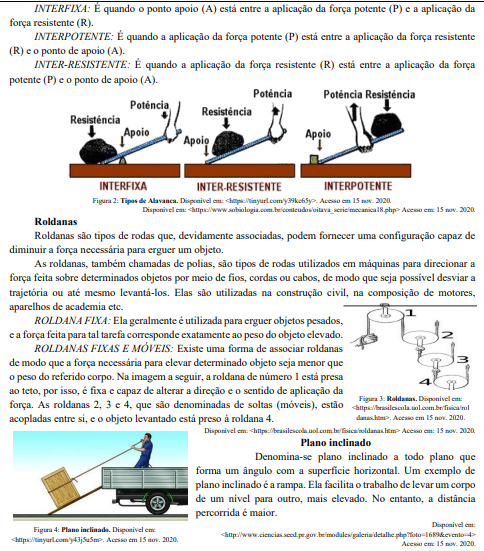 INTERFIXA: É quando o ponto apoio (A) está entre a aplicação da força potente (P) e a aplicação da
força resistente (R).
INTERPOTENTE: É quando a aplicação da força potente (P) está entre a aplicação da força resistente
(R) e o ponto de apoio (A).
INTER-RESISTENTE: É quando a aplicação da força resistente (R) está entre a aplicação da força
potente (P) e o ponto de apoio (A).
Potência
Resistência
Apoio
Potência
Resistência
Apoio
Potência Resistência
Apoio
INTERFIXA
INTER-RESISTENTE
INTERPOTENTE
Figura 2: Tipos de Alavanca. Disponível em: <https://tinyurl.com/y39kc65y>. Acesso em 15 nov. 2020.
Disponível em: <https://www.sobiologia.com.br/conteudos/oitava_serie/mecanica18.php> Acesso em: 15 nov. 2020.
Roldanas
Roldanas são tipos de rodas que, devidamente associadas, podem fornecer uma configuração capaz de
diminuir a força necessária para erguer um objeto.
As roldanas, também chamadas de polias, são tipos de rodas utilizados em máquinas para direcionar a
força feita sobre determinados objetos por meio de fios, cordas ou cabos, de modo que seja possível desviar a
trajetória ou até mesmo levantá-los. Elas são utilizadas na construção civil, na composição de motores,
aparelhos de academia etc.
ROLDANA FIXA: Ela geralmente é utilizada para erguer objetos pesados,
e a força feita para tal tarefa corresponde exatamente ao peso do objeto elevado.
ROLDANAS FIXAS E MÓVEIS: Existe uma forma de associar roldanas
de modo que a força necessária para elevar determinado objeto seja menor que
o peso do referido corpo. Na imagem a seguir, a roldana de número 1 está presa
ao teto, por isso, é fixa e capaz de alterar a direção e o sentido de aplicação da
força. As roldanas 2, 3 e 4, que são denominadas de soltas (móveis), estão
acopladas entre si, e o objeto levantado está preso à roldana 4.
1
2
3
4
Figura 3: Roldanas. Disponível em:
<https://brasilescola.uol.com.br/fisica/rol
danas.htm>. Acesso em 15 nov. 2020.
Disponível em: <https://brasilescola.uol.com.br/fisica/roldanas.htm> Acesso em: 15 nov. 2020.
Plano inclinado
Denomina-se plano inclinado a todo plano que
forma um ângulo com a superfície horizontal. Um exemplo de
plano inclinado é a rampa. Ela facilita o trabalho de levar um corpo
de um nível para outro, mais elevado. No entanto, a distância
percorrida é maior.
Figura 4: Plano inclinado. Disponível em:
<https://tinyurl.com/y43j5u5m>. Acesso em 15 nov. 2020.
Disponível em:
<http://www.ciencias.seed.pr.gov.br/modules/galeria/detalhe.php?foto=1689&evento=4>
Acesso em: 15 nov. 2020.